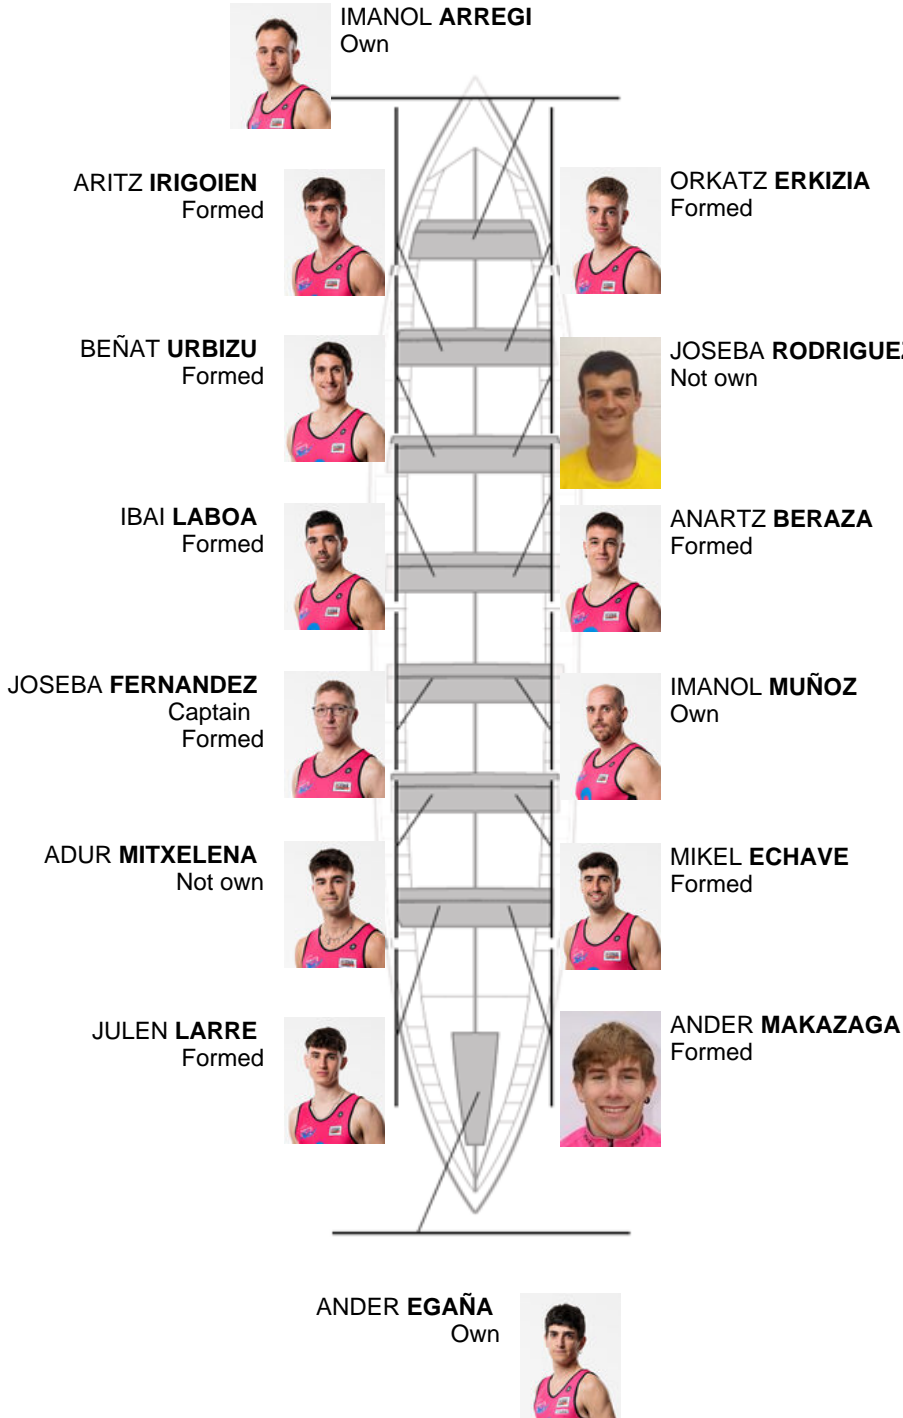 IMANOL ARREGI
Own
ARITZ IRIGOIEN
Formed
ORKATZ ERKIZIA
Formed
BEÑAT URBIZU
Formed
JOSEBA RODRIGUEZ
Not own
IBAI LABOA
Formed
ANARTZ BERAZA
Formed
JOSEBA FERNANDEZ
Captain
Formed
IMANOL MUÑOZ
Own
ADUR MITXELENA
Not own
MIKEL ECHAVE
Formed
JULEN LARRE
Formed
ANDER MAKAZAGA
Formed
ANDER EGAÑA
Own